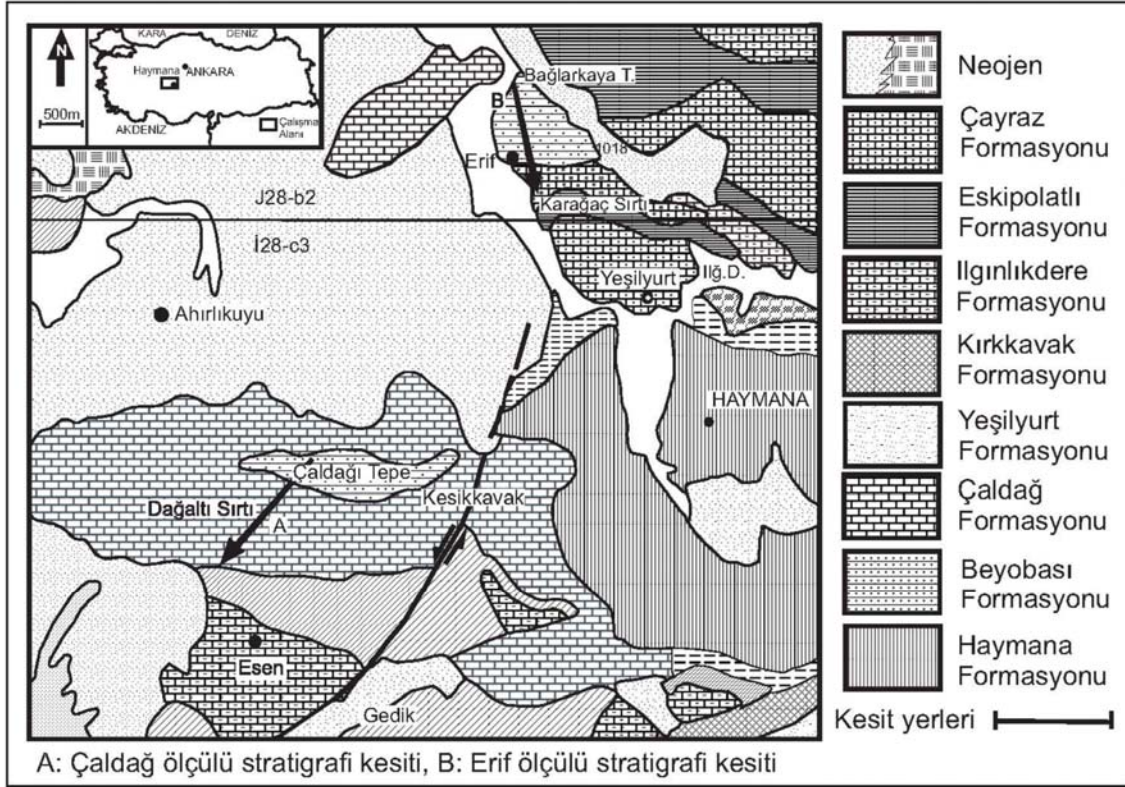 KARA DENİZ
N
Haymana
ANKARA
500m
AKDENİZ
Çalışma
Alanı
Bağlarkaya T.
B
1018
Erif
J28-b2
Karağaç Sırtı
İ28-c3
Yeşilyurt
Ilğ.D.
Ahırlıkuyu
HAYMANA
Çaldağı Tepe
Kesikkavak
Dağaltı Sırtı
A
Esen
Gedik
Neojen
Çayraz
Formasyonu
Eskipolatlı
Formasyonu
Ilgınlıkdere
Formasyonu
Kırkkavak
Formasyonu
Yeşilyurt
Formasyonu
Çaldağ
Formasyonu
Beyobası
Formasyonu
Haymana
Formasyonu
Kesit yerleri
A: Çaldağ ölçülü stratigrafi kesiti, B: Erif ölçülü stratigrafi kesiti